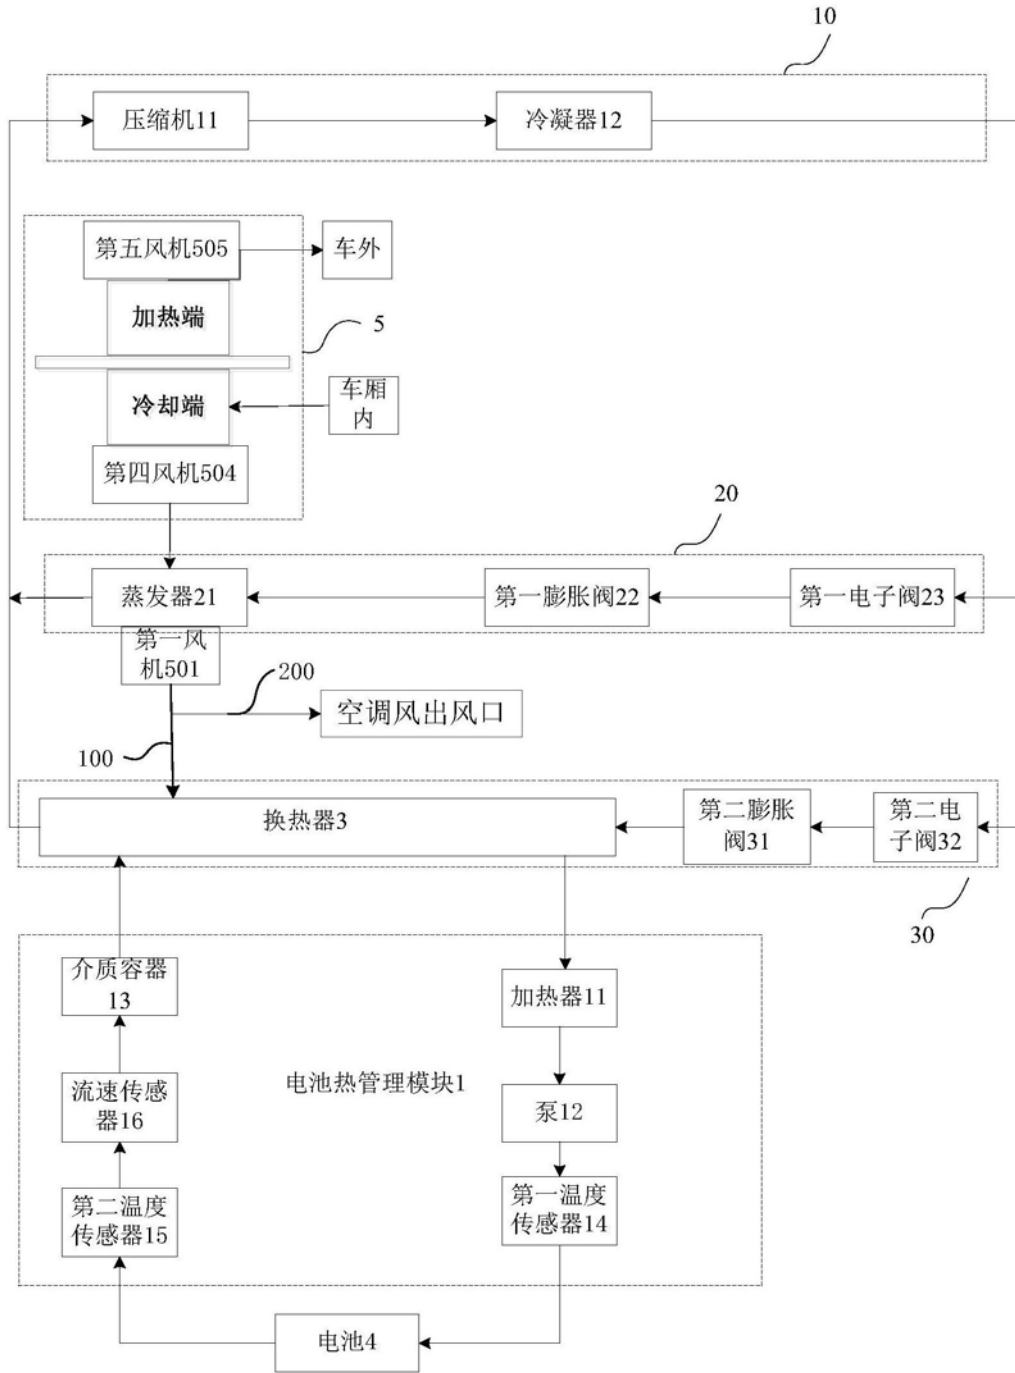 10
压缩机11
冷凝器12
第五风机505
车外
加热端
5
冷却端
车厢
内
第四风机504
20
蒸发器21
第一膨胀阀22
第一电子阀23
第一风
机501
200
空调风出风口
100
换热器3
第二膨胀
阀31
第二电
子阀32
30
介质容器
13
加热器11
流速传感
器16
电池热管理模块1
泵12
第二温度
传感器15
第一温度
传感器14
电池4